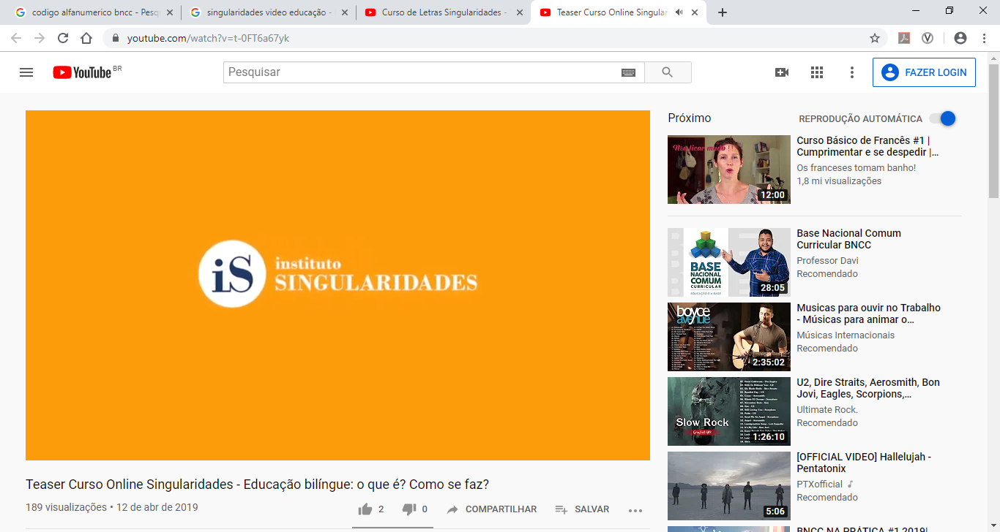 codigo alfanumerico bncc - Pesq
singularidades video educação -
Curso de Letras Singularidades -
Teaser Curso Online Singular
youtube.com/watch?v=t-0FT6a67yk
YouTube BR
Pesquisar
FAZER LOGIN
iS instituto
SINGULARIDADES
Teaser Curso Online Singularidades - Educação bilíngue: o que é? Como se faz?
189 visualizações • 12 de abr de 2019
2
0
COMPARTILHAR
SALVAR
Próximo
REPRODUÇÃO AUTOMÁTICA
Não ficar mudo !!
12:00
Curso Básico de Francês #1 |
Cumprimentar e se despedir |...
Os franceses tomam banho!
1,8 mi visualizações
BASE
NACIONAL
COMUM
CURRICULAR
EDUCAÇÃO É A BASE
28:05
Base Nacional Comum
Curricular BNCC
Professor Davi
Recomendado
boyce
avenue
2:35:02
Musicas para ouvir no Trabalho
- Músicas para animar o...
Músicas Internacionais
Recomendado
Slow Rock
1:26:10
U2, Dire Straits, Aerosmith, Bon
Jovi, Eagles, Scorpions,...
Ultimate Rock.
Recomendado
5:06
[OFFICIAL VIDEO] Hallelujah -
Pentatonix
PTXofficial
Recomendado
BNCC NA PRÁTICA #1 2019|